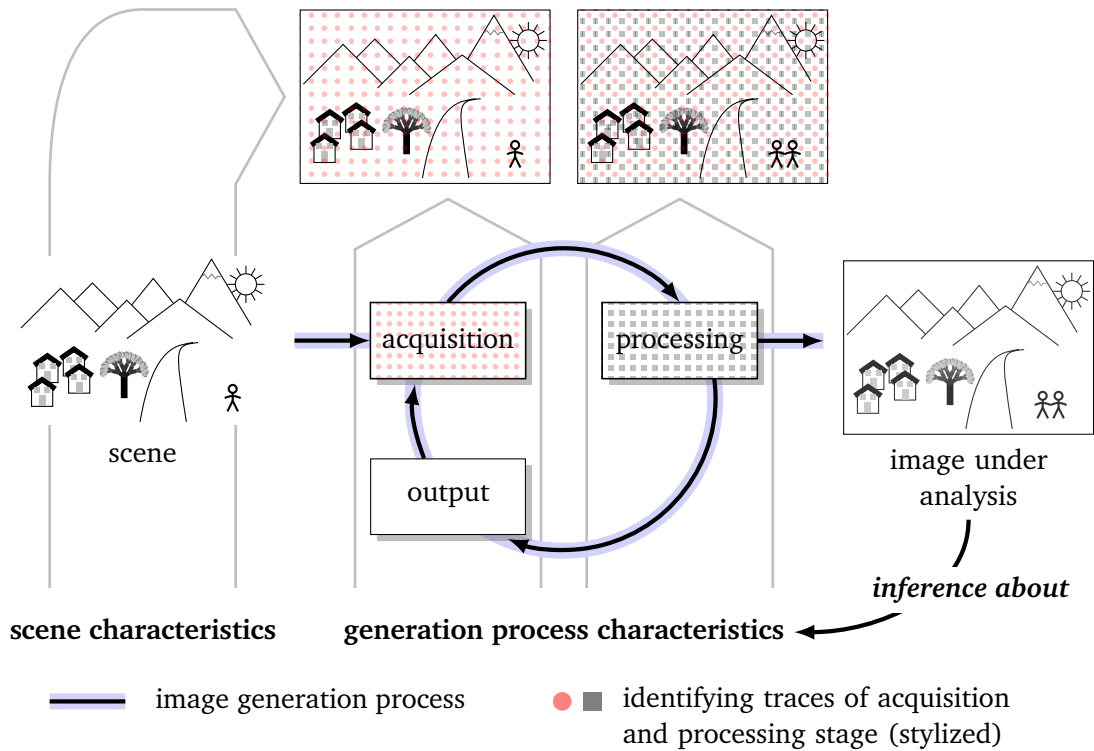 acquisition
processing
output
scene
image under
analysis
inference about
scene characteristics
generation process characteristics
image generation process
identifying traces of acquisition
and processing stage (stylized)